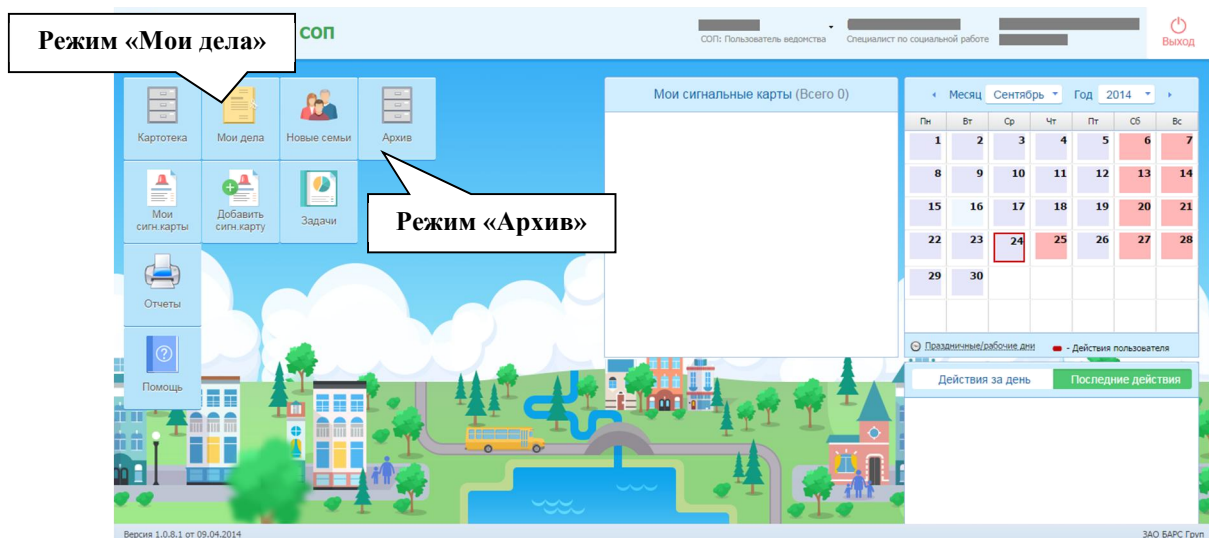 Режим «Мои дела»
СОП
СОП: Пользователь ведомства
Специалист по социальной работе
Выход
Картотека
Мои дела
Новые семьи
Архив
Мои
сигн.карты
Добавить
сигн.карту
Задачи
Режим «Архив»
Отчеты
Помощь
Мои сигнальные карты (Всего 0)
Месяц Сентябрь Год 2014
Пн Вт Ср Чт Пт Сб Вс
1 2 3 4 5 6 7
8 9 10 11 12 13 14
15 16 17 18 19 20 21
22 23 24 25 26 27 28
29 30
Праздничные/рабочие дни - Действия пользователя
Действия за день Последние действия
Версия 1.0.8.1 от 09.04.2014
ЗАО БАРС Груп